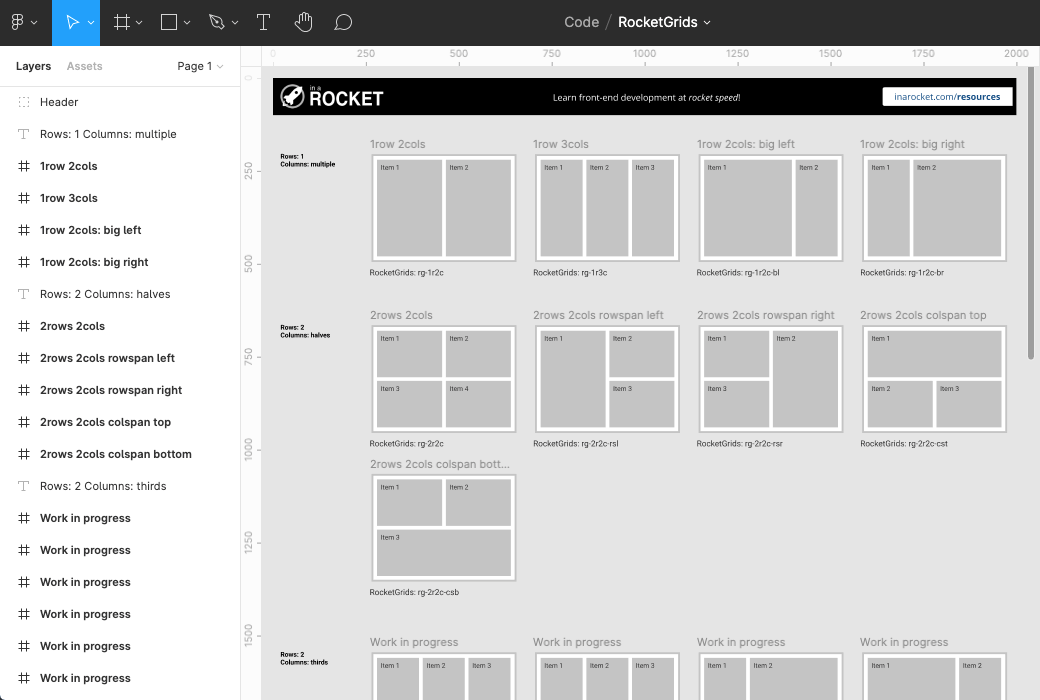 Code / RocketGrids
Layers Assets Page 1
Header
Rows: 1 Columns: multiple
1row 2cols
1row 3cols
1row 2cols: big left
1row 2cols: big right
Rows: 2 Columns: halves
2rows 2cols
2rows 2cols rowspan left
2rows 2cols rowspan right
2rows 2cols colspan top
2rows 2cols colspan bottom
Rows: 2 Columns: thirds
Work in progress
Work in progress
Work in progress
Work in progress
Work in progress
Work in progress
0 250 500 750 1000 1250 1500 1750 2000
0
250
500
750
1000
1250
1500
in a
ROCKET
Learn front-end development at rocket speed!
inarocket.com/resources
Rows: 1
Columns: multiple
1row 2cols
Item 1 Item 2
RocketGrids: rg-1r2c
1row 3cols
Item 1 Item 2 Item 3
RocketGrids: rg-1r3c
1row 2cols: big left
Item 1 Item 2
RocketGrids: rg-1r2c-bl
1row 2cols: big right
Item 1 Item 2
RocketGrids: rg-1r2c-br
Rows: 2
Columns: halves
2rows 2cols
Item 1 Item 2
Item 3 Item 4
RocketGrids: rg-2r2c
2rows 2cols rowspan left
Item 1 Item 2
Item 3
RocketGrids: rg-2r2c-rsl
2rows 2cols rowspan right
Item 1 Item 2
Item 3
RocketGrids: rg-2r2c-rsr
2rows 2cols colspan top
Item 1
Item 2 Item 3
RocketGrids: rg-2r2c-cst
2rows 2cols colspan bott...
Item 1 Item 2
Item 3
RocketGrids: rg-2r2c-csb
Rows: 2
Columns: thirds
Work in progress
Item 1 Item 2 Item 3
Work in progress
Item 1 Item 2 Item 3
Work in progress
Item 1 Item 2
Work in progress
Item 1 Item 2